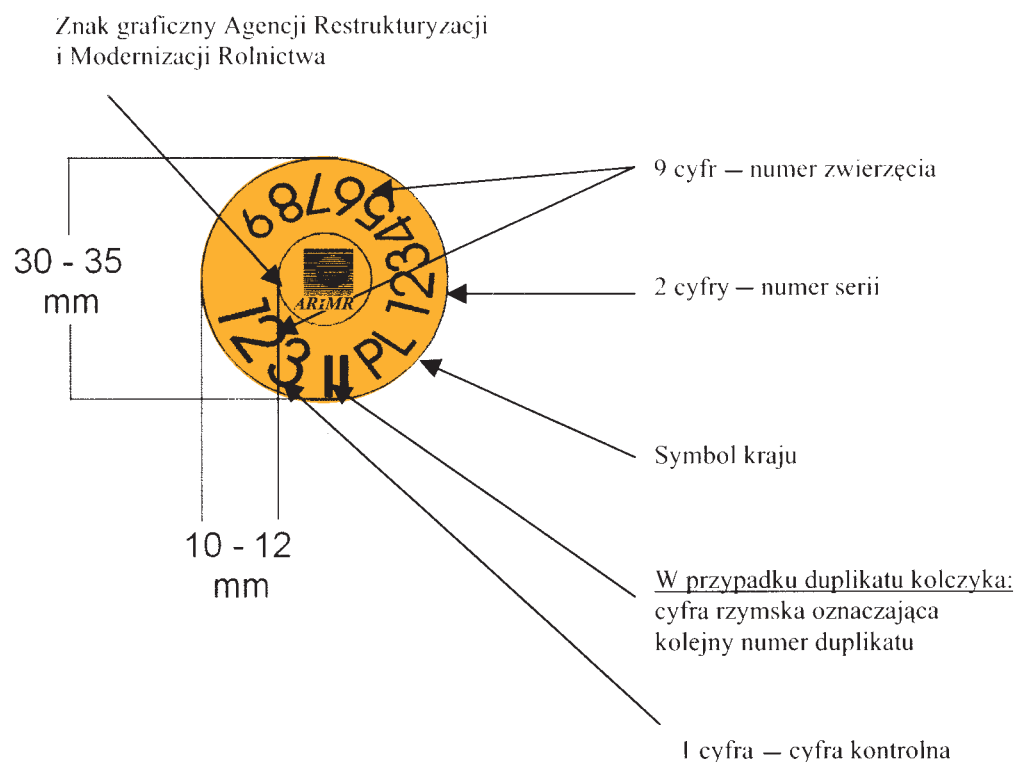 Znak graficzny Agencji Restrukturyzacji
i Modernizacji Rolnictwa
9 cyfr — numer zwierzęcia
30 - 35
mm
2 cyfry — numer serii
PL 123456789
123
II
ARiMR
Symbol kraju
10 - 12
mm
W przypadku duplikatu kolczyka:
cyfra rzymska oznaczająca
kolejny numer duplikatu
1 cyfra — cyfra kontrolna